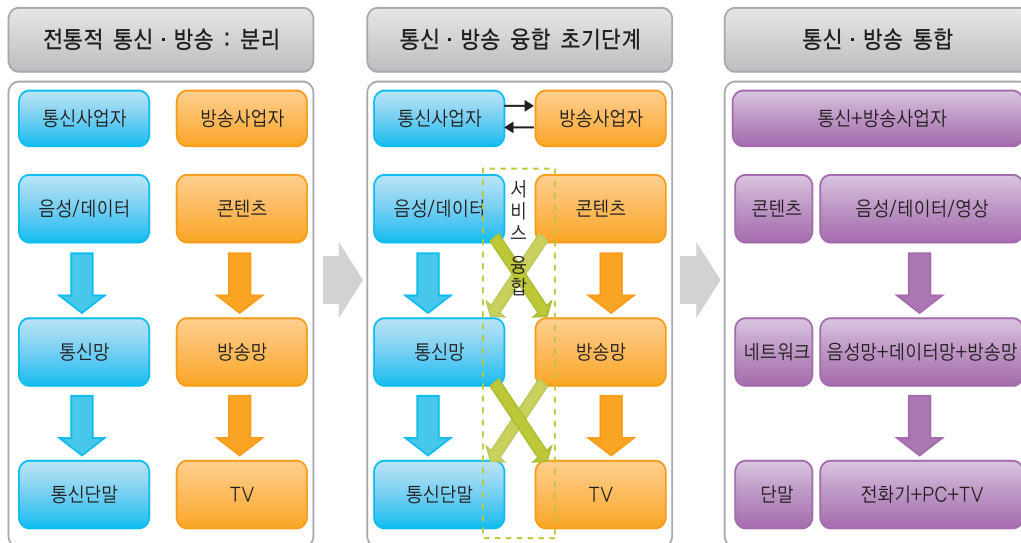 전통적 통신 · 방송 : 분리
통신사업자 방송사업자
음성/데이터 콘텐츠
통신망 방송망
통신단말 TV
통신 · 방송 융합 초기단계
통신사업자 방송사업자
음성/데이터 콘텐츠
서비스 융합
통신망 방송망
통신단말 TV
통신 · 방송 통합
통신+방송사업자
콘텐츠 음성/테이터/영상
네트워크 음성망+데이터망+방송망
단말 전화기+PC+TV